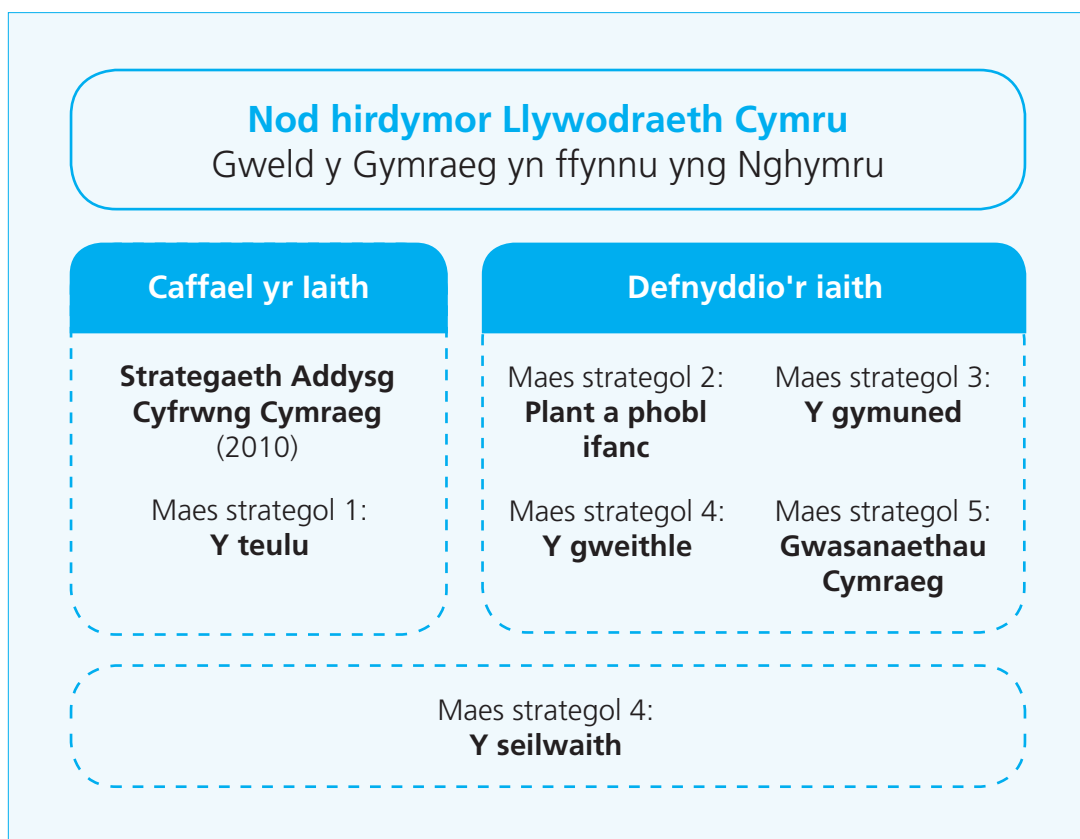 Nod hirdymor Llywodraeth Cymru
Gweld y Gymraeg yn ffynnu yng Nghymru
Caffael yr Iaith
Strategaeth Addysg
Cyfrwng Cymraeg
(2010)
Maes strategol 1:
Y teulu
Defnyddio'r iaith
Maes strategol 2:
Plant a phobl
ifanc
Maes strategol 3:
Y gymuned
Maes strategol 4:
Y gweithle
Maes strategol 5:
Gwasanaethau
Cymraeg
Maes strategol 4:
Y seilwaith